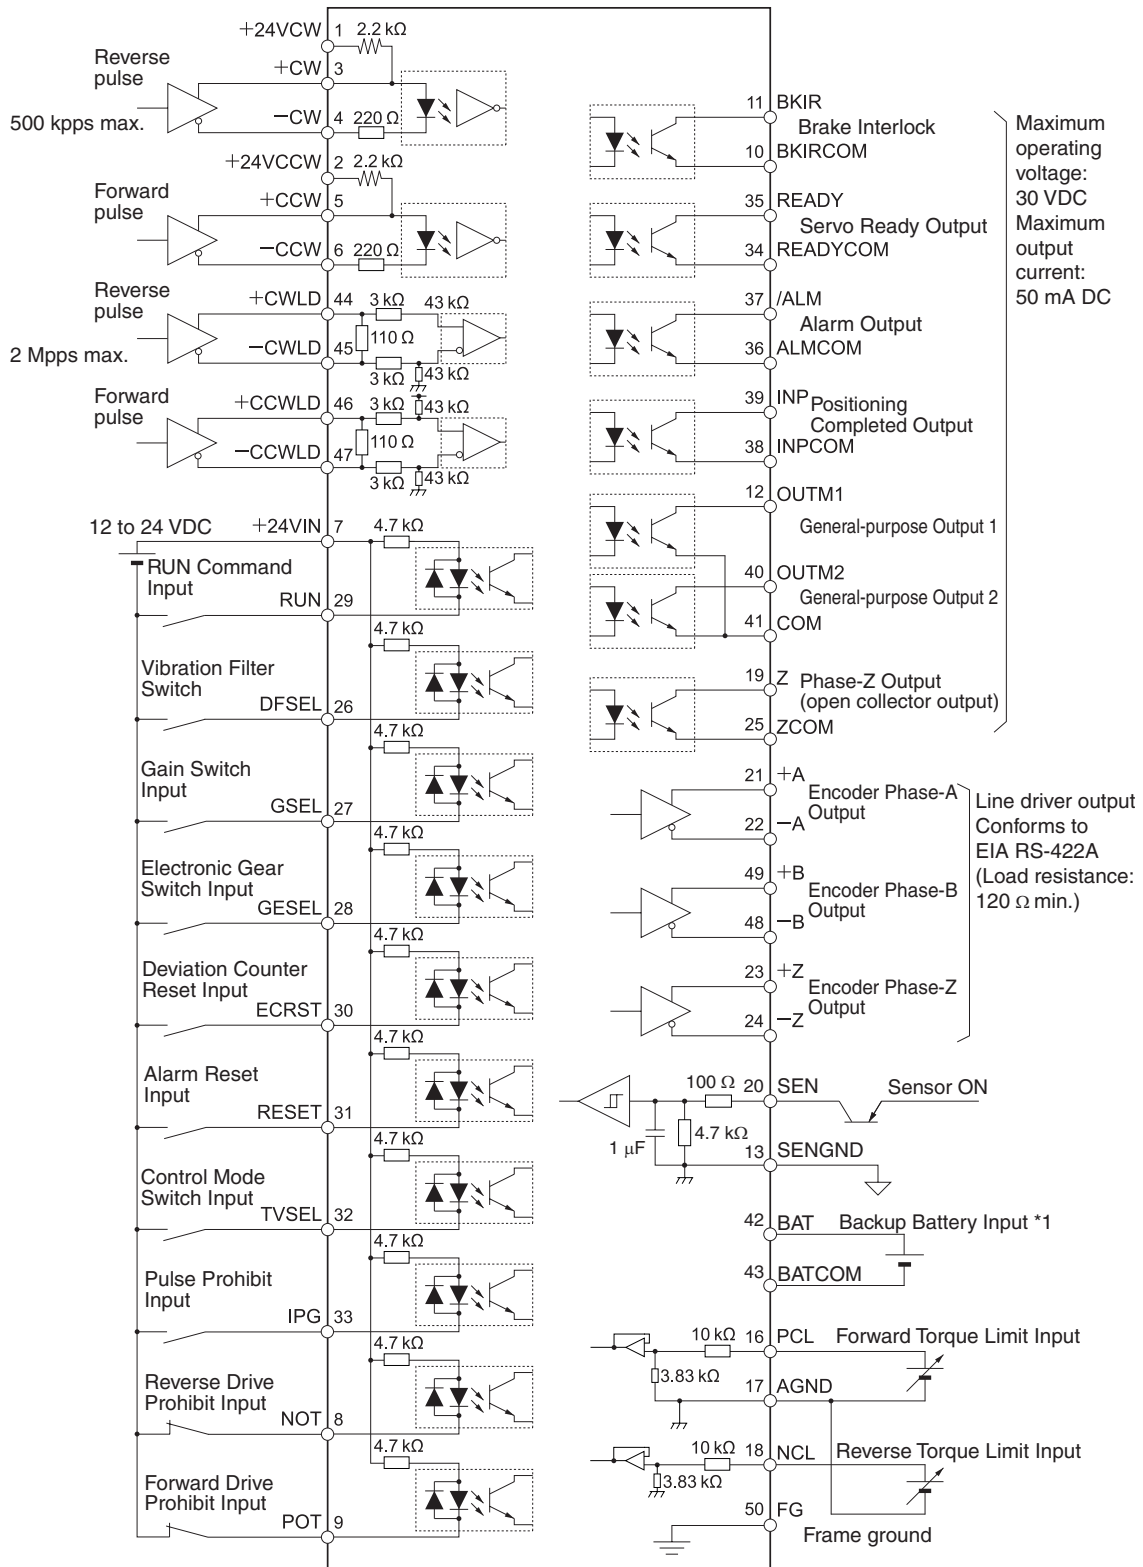 +24VCW 1 2.2 kΩ
Reverse
pulse
+CW 3
500 kpps max.
−CW 4 220 Ω
+24VCCW 2 2.2 kΩ
Forward
pulse
+CCW 5
−CCW 6 220 Ω
Reverse
pulse
+CWLD 44 3 kΩ 43 kΩ
2 Mpps max.
110 Ω
−CWLD 45
3 kΩ 43 kΩ
Forward
pulse
+CCWLD 46 3 kΩ 43 kΩ
110 Ω
−CCWLD 47
3 kΩ 43 kΩ
12 to 24 VDC
+24VIN 7 4.7 kΩ
RUN Command
Input
RUN 29
4.7 kΩ
Vibration Filter
Switch
DFSEL 26
4.7 kΩ
Gain Switch
Input
GSEL 27
4.7 kΩ
Electronic Gear
Switch Input
GESEL 28
4.7 kΩ
Deviation Counter
Reset Input
ECRST 30
4.7 kΩ
Alarm Reset
Input
RESET 31
4.7 kΩ
Control Mode
Switch Input
TVSEL 32
4.7 kΩ
Pulse Prohibit
Input
IPG 33
4.7 kΩ
Reverse Drive
Prohibit Input
NOT 8
4.7 kΩ
Forward Drive
Prohibit Input
POT 9
11 BKIR
Brake Interlock
10 BKIRCOM
35 READY
Servo Ready Output
34 READYCOM
37 /ALM
Alarm Output
36 ALMCOM
39 INP Positioning
Completed Output
38 INPCOM
12 OUTM1
General-purpose Output 1
40 OUTM2
General-purpose Output 2
41 COM
19 Z Phase-Z Output
(open collector output)
25 ZCOM
Maximum
operating
voltage:
30 VDC
Maximum
output
current:
50 mA DC
21 +A
Encoder Phase-A
Output
22 −A
49 +B
Encoder Phase-B
Output
48 −B
23 +Z
Encoder Phase-Z
Output
24 −Z
Line driver output
Conforms to
EIA RS-422A
(Load resistance:
120 Ω min.)
100 Ω 20 SEN Sensor ON
4.7 kΩ
1 μF
13 SENGND
42 BAT Backup Battery Input *1
43 BATCOM
10 kΩ 16 PCL Forward Torque Limit Input
3.83 kΩ
17 AGND
10 kΩ 18 NCL Reverse Torque Limit Input
3.83 kΩ
50 FG
Frame ground